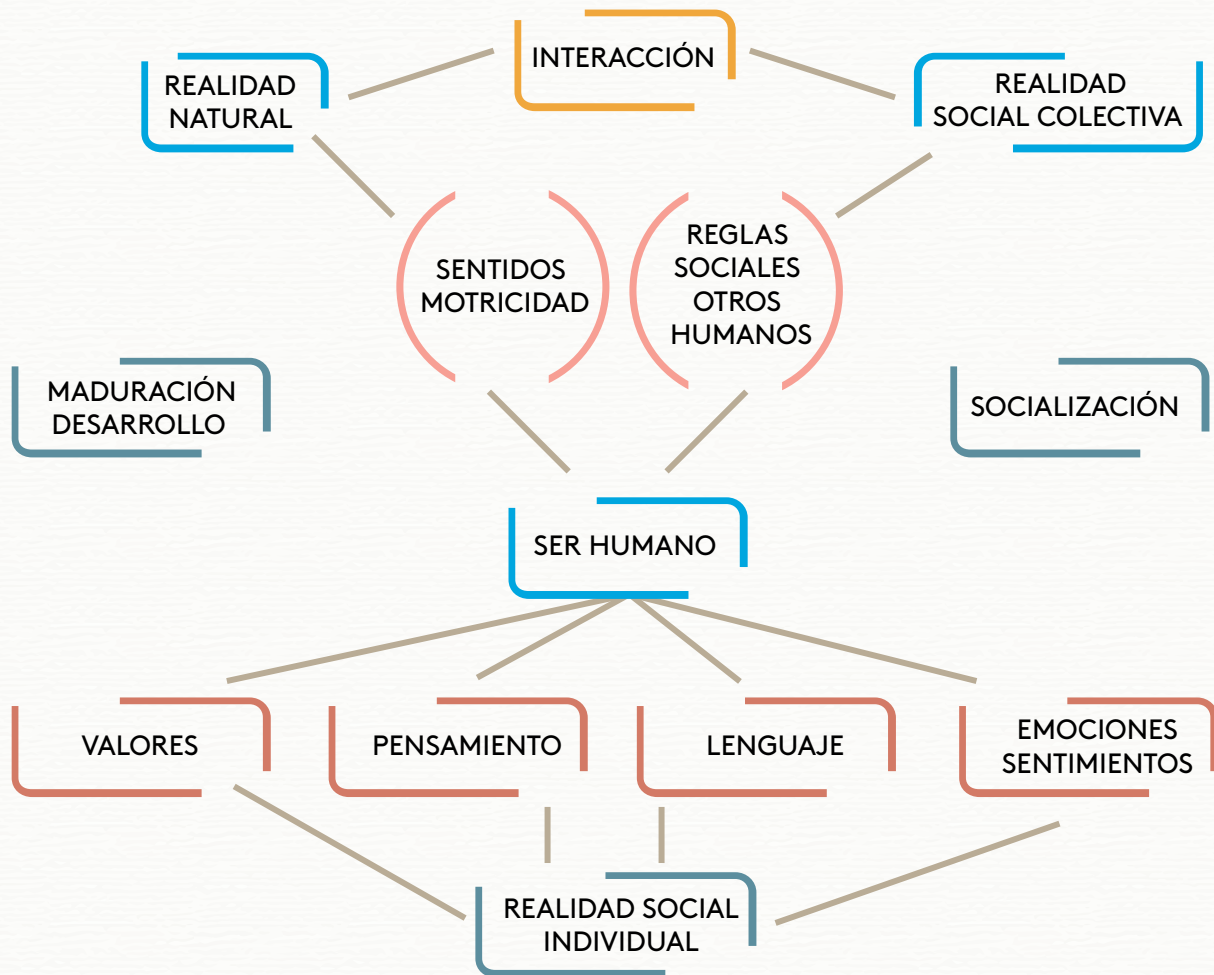 INTERACCIÓN
REALIDAD
NATURAL
REALIDAD
SOCIAL COLECTIVA
SENTIDOS
MOTRICIDAD
REGLAS
SOCIALES
OTROS
HUMANOS
MADURACIÓN
DESARROLLO
SOCIALIZACIÓN
SER HUMANO
VALORES
PENSAMIENTO
LENGUAJE
EMOCIONES
SENTIMIENTOS
REALIDAD SOCIAL
INDIVIDUAL